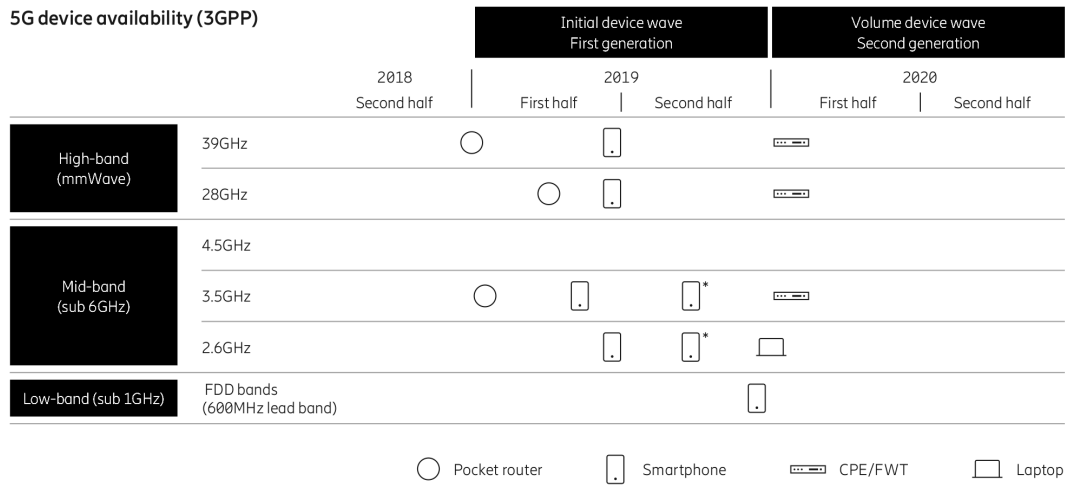 5G device availability (3GPP)
Initial device wave
First generation
Volume device wave
Second generation
2018
2019
2020
Second half
First half
Second half
First half
Second half
High-band
(mmWave)
39GHz
28GHz
Mid-band
(sub 6GHz)
4.5GHz
3.5GHz
*
2.6GHz
*
Low-band (sub 1GHz)
FDD bands
(600MHz lead band)
Pocket router
Smartphone
CPE/FWT
Laptop